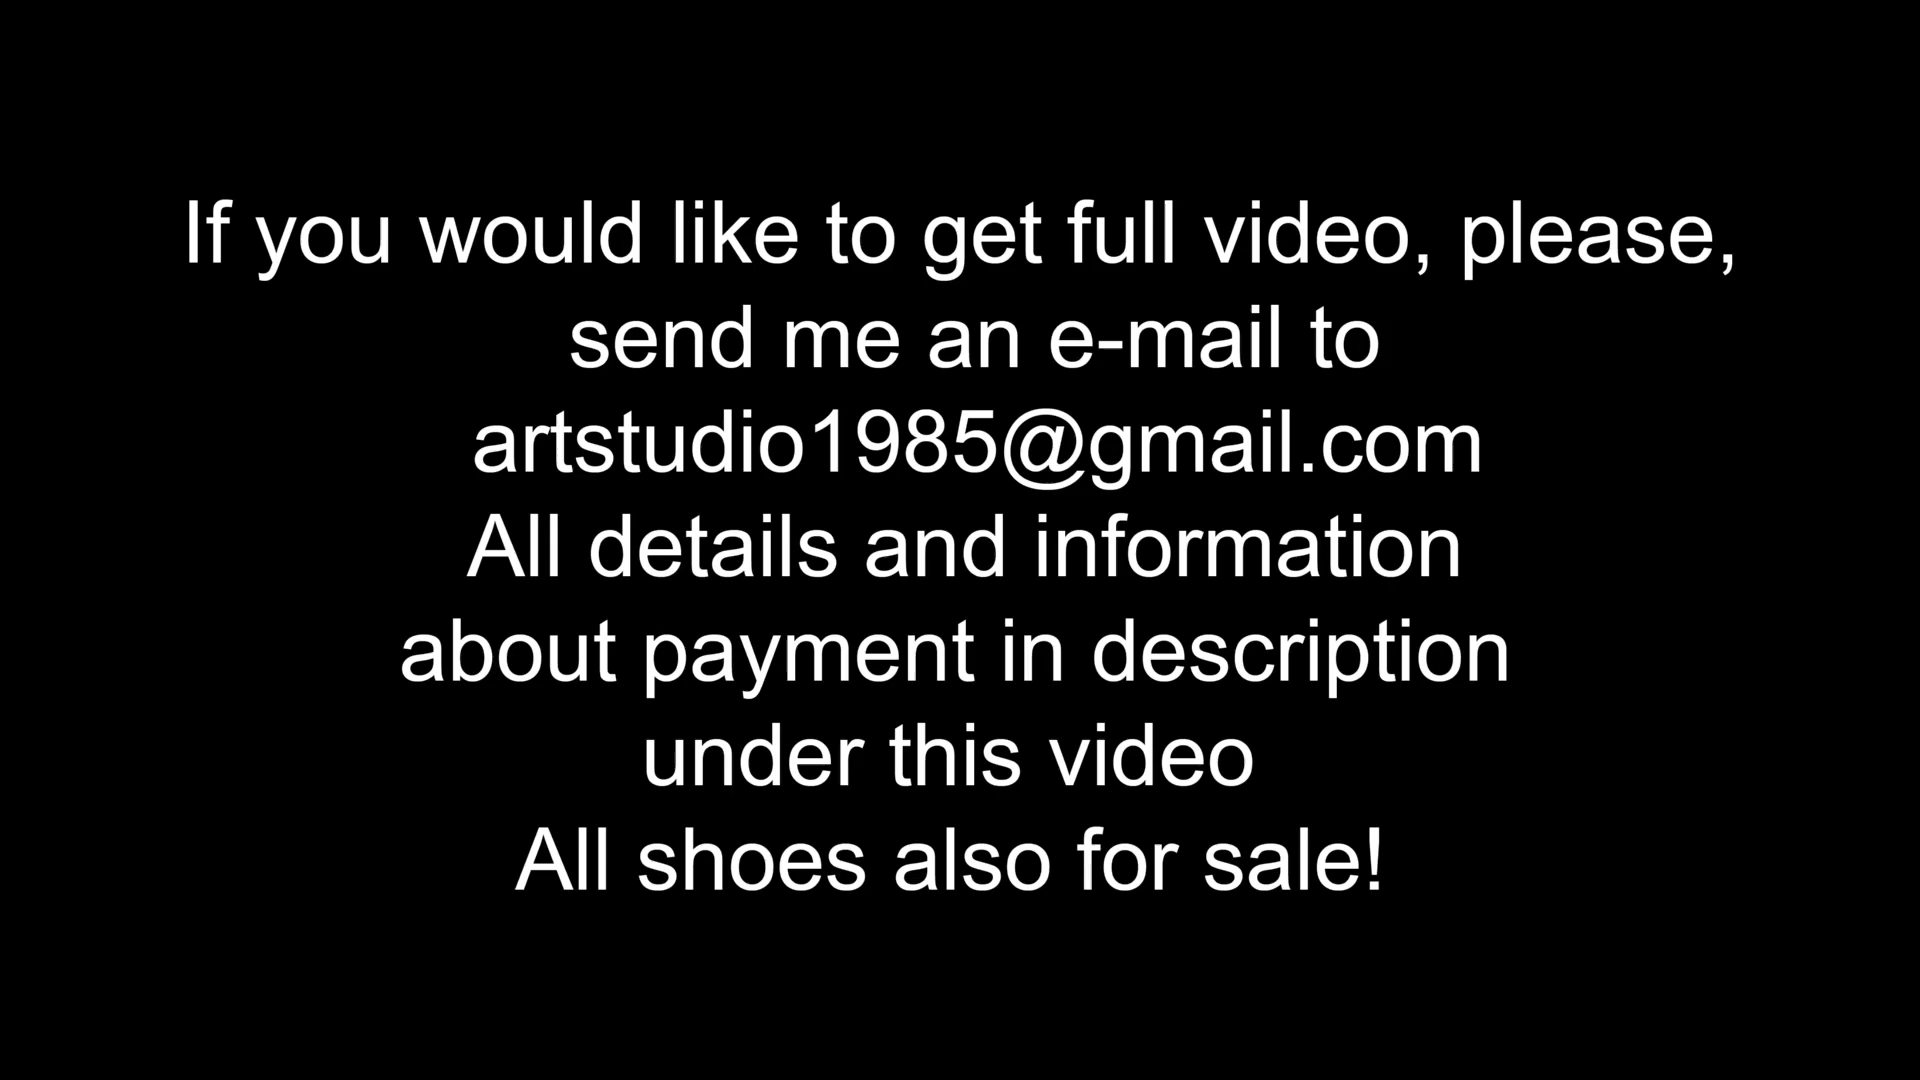 If you would like to get full video, please,
send me an e-mail to
artstudio1985@gmail.com
All details and information
about payment in description
under this video
All shoes also for sale!